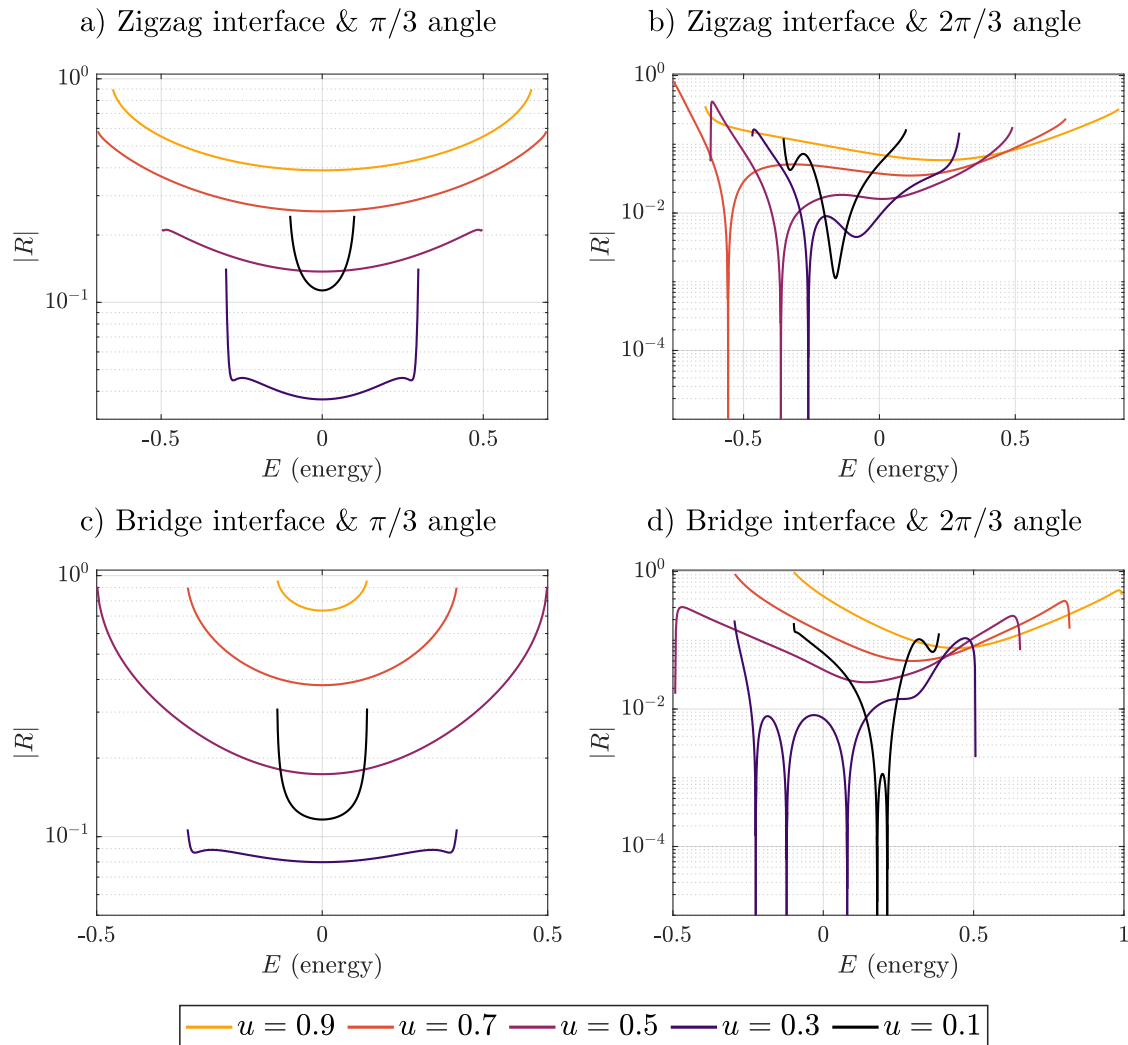 a) Zigzag interface & π/3 angle
b) Zigzag interface & 2π/3 angle
10^0
10^-1
|R|
-0.5 0 0.5
E (energy)
10^0
10^-2
10^-4
|R|
-0.5 0 0.5
E (energy)
c) Bridge interface & π/3 angle
d) Bridge interface & 2π/3 angle
10^0
10^-1
|R|
-0.5 0 0.5
E (energy)
10^0
10^-2
10^-4
|R|
-0.5 0 0.5 1
E (energy)
u = 0.9 u = 0.7 u = 0.5 u = 0.3 u = 0.1